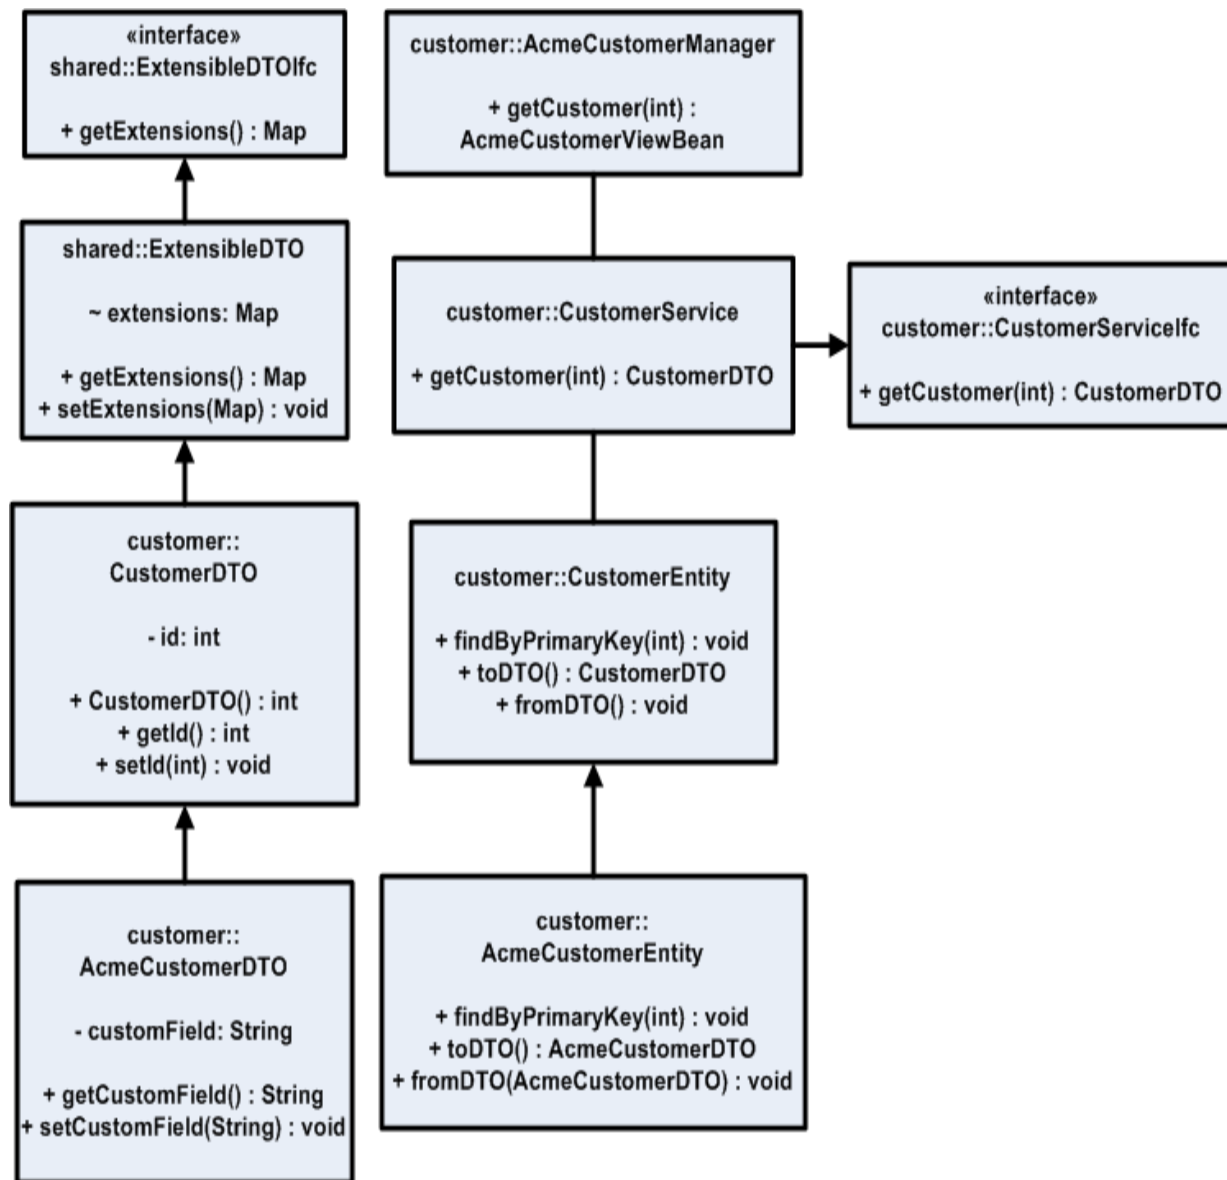 «interface»
shared::ExtensibleDTOIfc
+ getExtensions() : Map
shared::ExtensibleDTO
~ extensions: Map
+ getExtensions() : Map
+ setExtensions(Map) : void
customer::
CustomerDTO
- id: int
+ CustomerDTO() : int
+ getId() : int
+ setId(int) : void
customer::
AcmeCustomerDTO
- customField: String
+ getCustomField() : String
+ setCustomField(String) : void
customer::AcmeCustomerManager
+ getCustomer(int) :
AcmeCustomerViewBean
customer::CustomerService
+ getCustomer(int) : CustomerDTO
«interface»
customer::CustomerServiceIfc
+ getCustomer(int) : CustomerDTO
customer::CustomerEntity
+ findByPrimaryKey(int) : void
+ toDTO() : CustomerDTO
+ fromDTO() : void
customer::
AcmeCustomerEntity
+ findByPrimaryKey(int) : void
+ toDTO() : AcmeCustomerDTO
+ fromDTO(AcmeCustomerDTO) : void